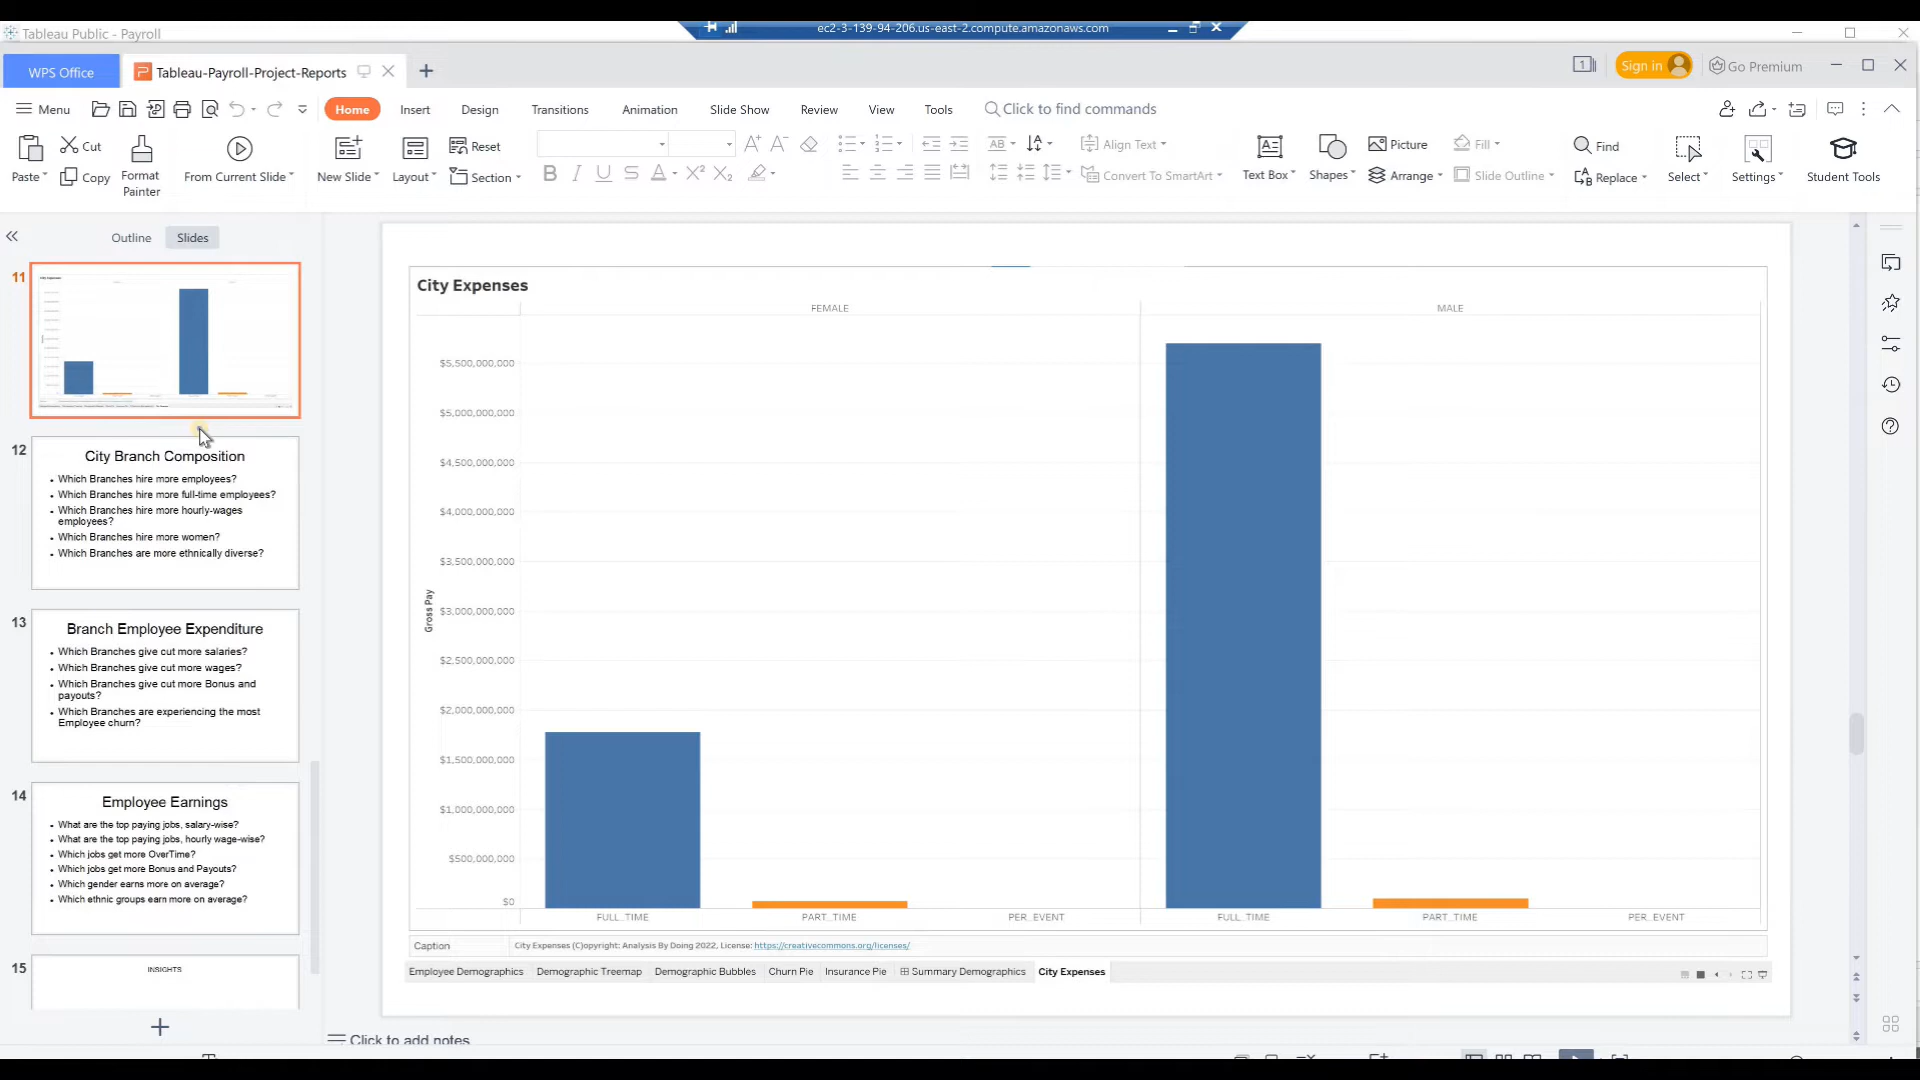 Tableau Public - Payroll
ec2-3-139-94-206.us-east-2.compute.amazonaws.com
WPS Office
Tableau-Payroll-Project-Reports
1
Sign in
Go Premium
Menu
Home
Insert
Design
Transitions
Animation
Slide Show
Review
View
Tools
Click to find commands
Paste
Cut
Copy
Format
Painter
From Current Slide
New Slide
Layout
Reset
Section
Align Text
Convert To SmartArt
Text Box
Shapes
Picture
Arrange
Fill
Slide Outline
Find
Replace
Select
Settings
Student Tools
Outline
Slides
11
12
City Branch Composition
Which Branches hire more employees?
Which Branches hire more full-time employees?
Which Branches hire more hourly-wages
employees?
Which Branches hire more women?
Which Branches are more ethnically diverse?
13
Branch Employee Expenditure
Which Branches give cut more salaries?
Which Branches give cut more wages?
Which Branches give cut more Bonus and
payouts?
Which Branches are experiencing the most
Employee churn?
14
Employee Earnings
What are the top paying jobs, salary-wise?
What are the top paying jobs, hourly wage-wise?
Which jobs get more OverTime?
Which jobs get more Bonus and Payouts?
Which gender earns more on average?
Which ethnic groups earn more on average?
15
INSIGHTS
City Expenses
FEMALE
MALE
$5,500,000,000
$5,000,000,000
$4,500,000,000
$4,000,000,000
$3,500,000,000
$3,000,000,000
$2,500,000,000
$2,000,000,000
$1,500,000,000
$1,000,000,000
$500,000,000
$0
Gross Pay
FULL_TIME
PART_TIME
PER_EVENT
FULL_TIME
PART_TIME
PER_EVENT
Caption
City Expenses (C)opyright: Analysis By Doing 2022, License: https://creativecommons.org/licenses/
Employee Demographics
Demographic Treemap
Demographic Bubbles
Churn Pie
Insurance Pie
Summary Demographics
City Expenses
Click to add notes